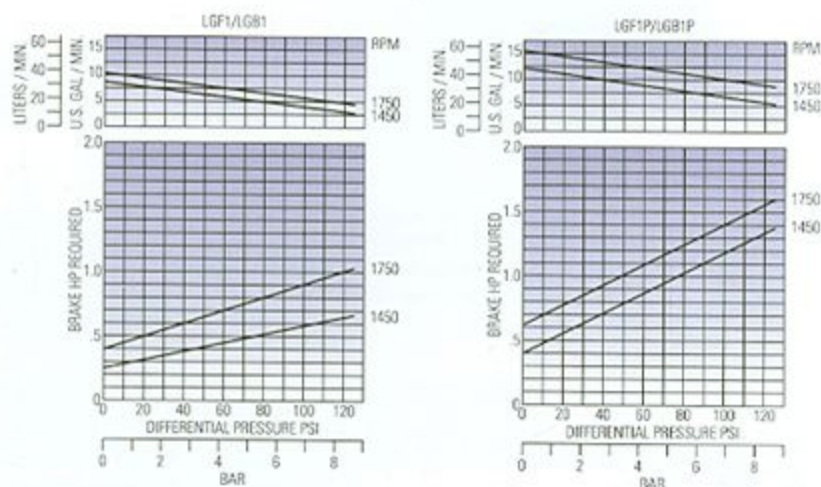 LGF1/LGB1
LITERS / MIN.
60
40
20
0
U.S. GAL / MIN.
15
10
5
0
RPM
1750
1450
BRAKE HP REQUIRED
2.0
1.5
1.0
.5
0
1750
1450
0 20 40 60 80 100 120
DIFFERENTIAL PRESSURE PSI
0 2 4 6 8
BAR
LGF1P/LGB1P
LITERS / MIN.
60
40
20
0
U.S. GAL / MIN.
15
10
5
0
RPM
1750
1450
BRAKE HP REQUIRED
2.0
1.5
1.0
.5
0
1750
1450
0 20 40 60 80 100 120
DIFFERENTIAL PRESSURE PSI
0 2 4 6 8
BAR